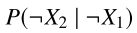 P(¬X₂ | ¬X₁)